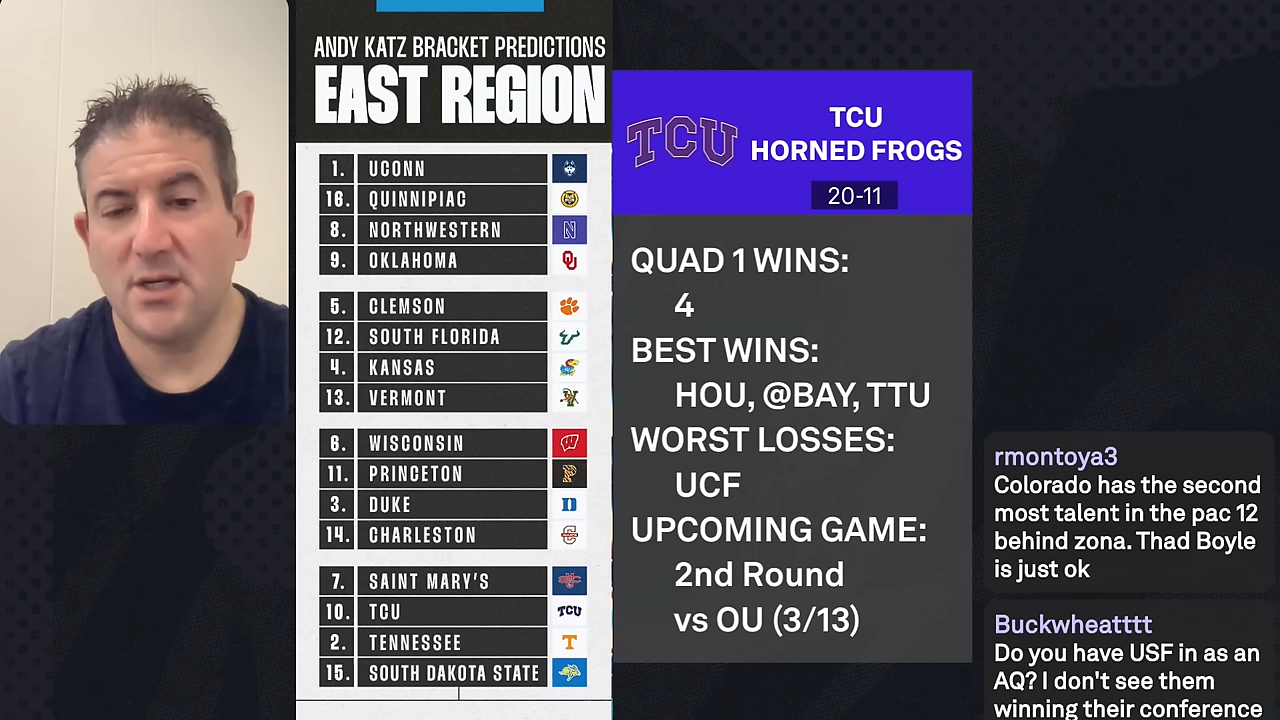 ANDY KATZ BRACKET PREDICTIONS
EAST REGION
1. UCONN
16. QUINNIPIAC
8. NORTHWESTERN
9. OKLAHOMA
5. CLEMSON
12. SOUTH FLORIDA
4. KANSAS
13. VERMONT
6. WISCONSIN
11. PRINCETON
3. DUKE
14. CHARLESTON
7. SAINT MARY'S
10. TCU TCU
2. TENNESSEE
15. SOUTH DAKOTA STATE
TCU
TCU
HORNED FROGS
20-11
QUAD 1 WINS:
4
BEST WINS:
HOU, @BAY, TTU
WORST LOSSES:
UCF
UPCOMING GAME:
2nd Round
vs OU (3/13)
rmontoya3
Colorado has the second
most talent in the pac 12
behind zona. Thad Boyle
is just ok
Buckwheatttt
Do you have USF in as an
AQ? I don't see them
winning their conference